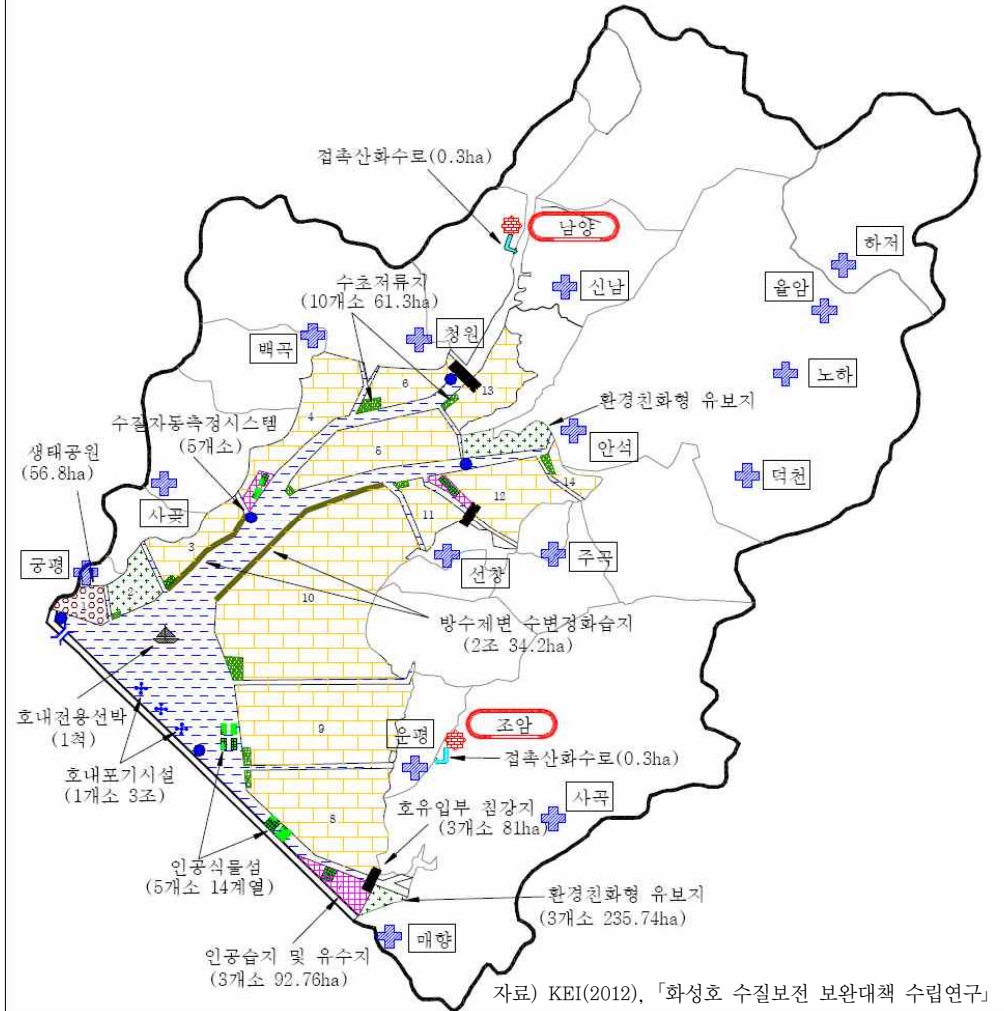 접촉산화수로(0.3ha)
남양
하저
수초저류지
(10개소 61.3ha)
신남
율암
백곡
청원
노하
6
13
환경친화형 유보지
수질자동측정시스템
(5개소)
4
5
안석
생태공원
(56.8ha)
덕천
14
12
사곶
11
3
선창
주곡
궁평
2
1
10
방수제변 수변정화습지
(2조 34.2ha)
호내전용선박
(1척)
9
조암
운평
접촉산화수로(0.3ha)
호내포기시설
(1개소 3조)
사곡
호유입부 침강지
(3개소 81ha)
8
인공식물섬
(5개소 14계열)
환경친화형 유보지
(3개소 235.74ha)
인공습지 및 유수지
(3개소 92.76ha)
매향
자료) KEI(2012), 「화성호 수질보전 보완대책 수립연구」